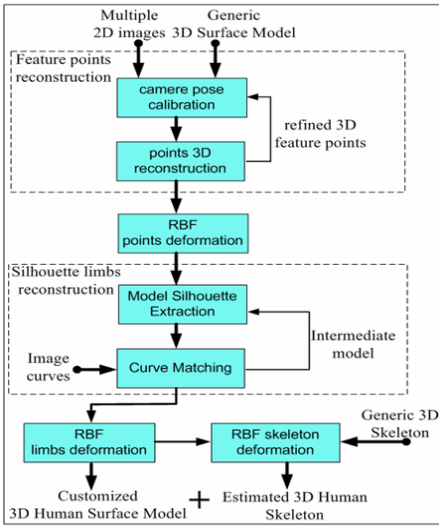 Multiple
2D images
Generic
3D Surface Model
Feature points
reconstruction
camere pose
calibration
refined 3D
feature points
points 3D
reconstruction
RBF
points deformation
Silhouette limbs
reconstruction
Model Silhouette
Extraction
Intermediate
model
Image
curves
Curve Matching
Generic 3D
Skeleton
RBF
limbs deformation
RBF skeleton
deformation
Customized
3D Human Surface Model
+
Estimated 3D Human
Skeleton